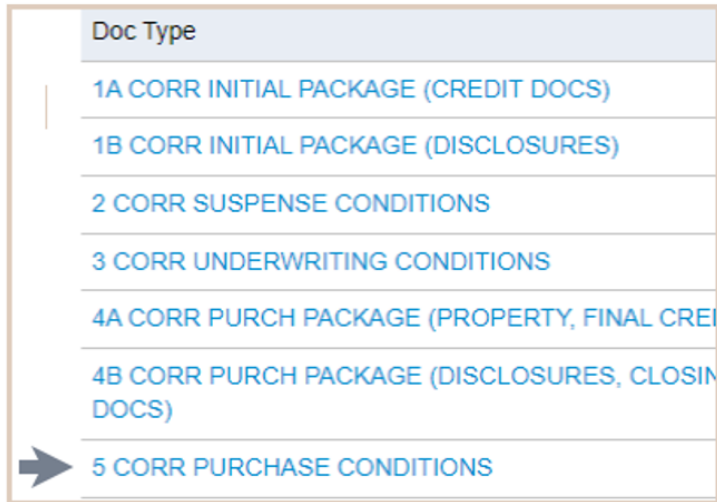 Doc Type
1A CORR INITIAL PACKAGE (CREDIT DOCS)
1B CORR INITIAL PACKAGE (DISCLOSURES)
2 CORR SUSPENSE CONDITIONS
3 CORR UNDERWRITING CONDITIONS
4A CORR PURCH PACKAGE (PROPERTY, FINAL
4B CORR PURCH PACKAGE (DISCLOSURES,
DOCS)
5 CORR PURCHASE CONDITIONS